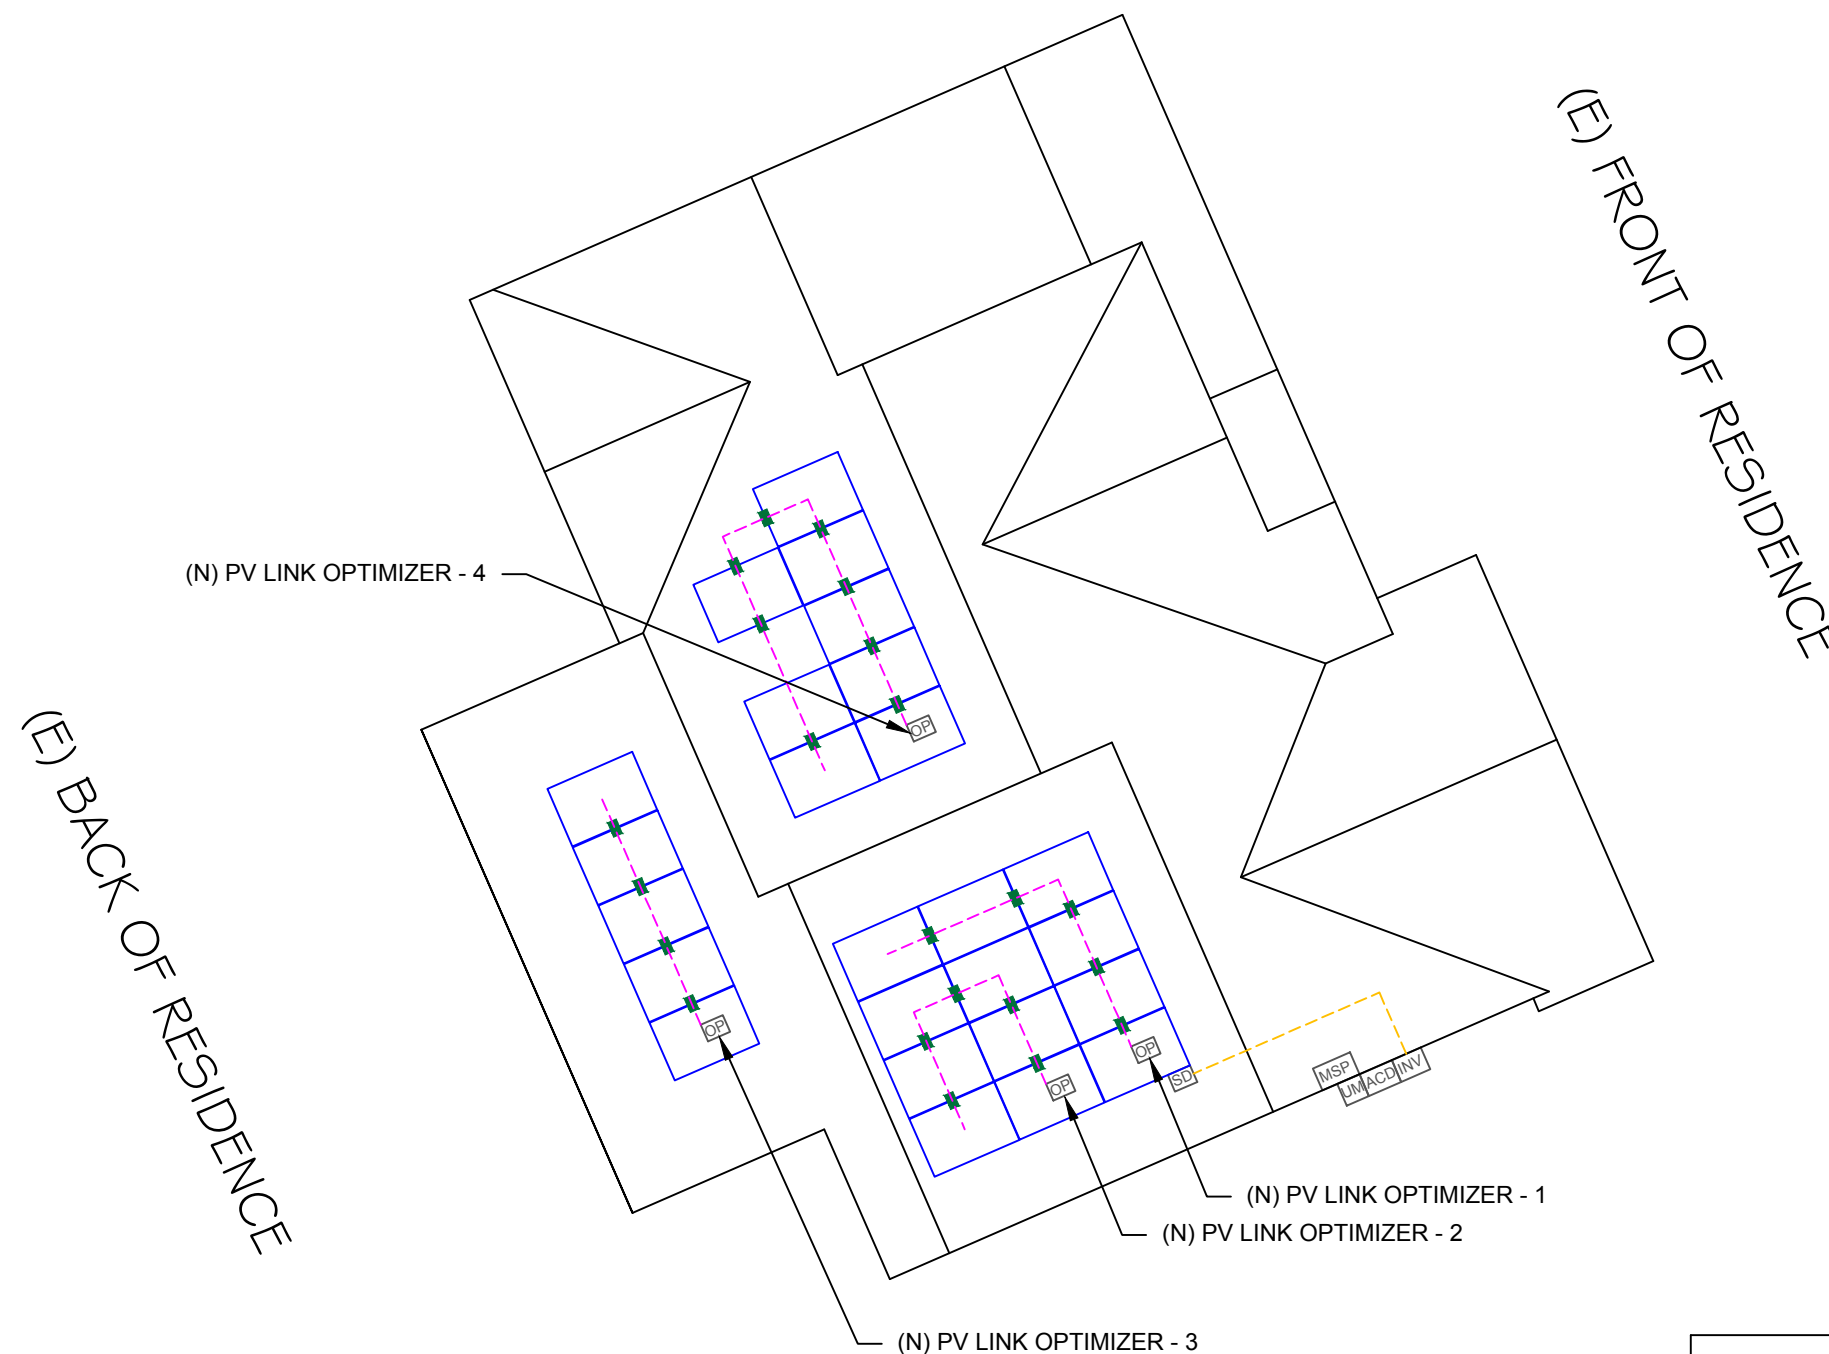 (E) FRONT OF RESIDENCE
(N) PV LINK OPTIMIZER - 4
OP
(E) BACK OF RESIDENCE
OP
OP
OP
SD
MSP
UM
ACD
INV
(N) PV LINK OPTIMIZER - 1
(N) PV LINK OPTIMIZER - 2
(N) PV LINK OPTIMIZER - 3